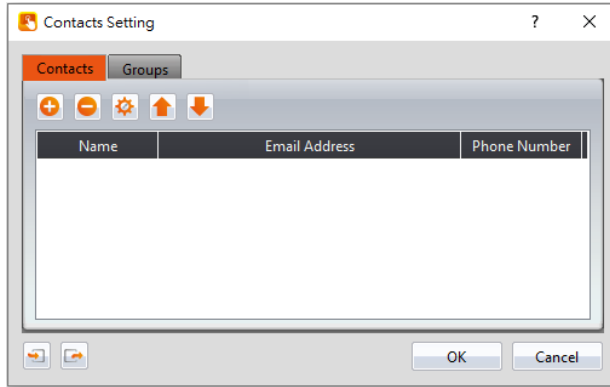 Contacts Setting ? ×
Contacts Groups
Name Email Address Phone Number
OK Cancel